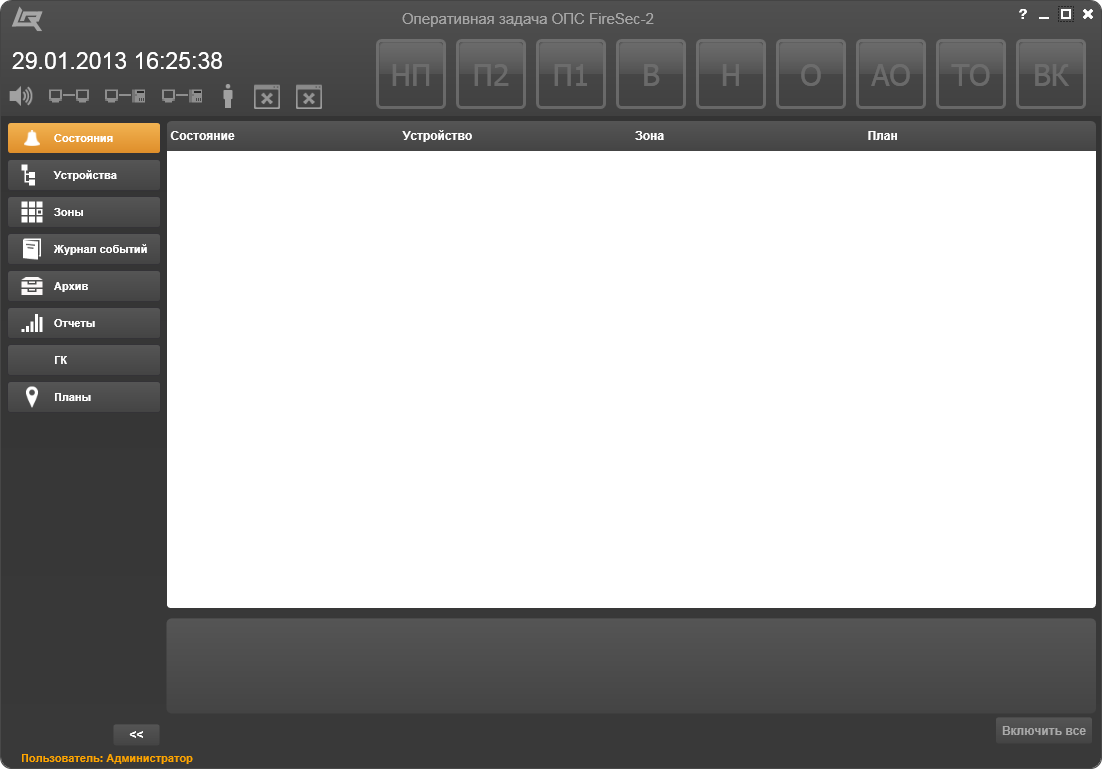 Оперативная задача ОПС FireSec-2
?
29.01.2013 16:25:38
НП П2 П1 В Н О АО ТО ВК
Состояния
Устройства
Зоны
Журнал событий
Архив
Отчеты
ГК
Планы
Состояние Устройство Зона План
<<
Включить все
Пользователь: Администратор